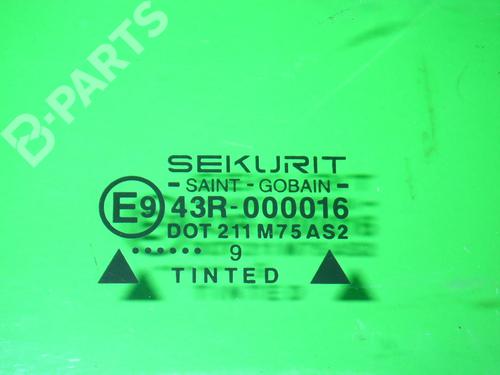 B-PARTS
SEKURIT
- SAINT - GOBAIN -
E9 43R-000016
DOT 211 M75 AS2
...... 9
TINTED